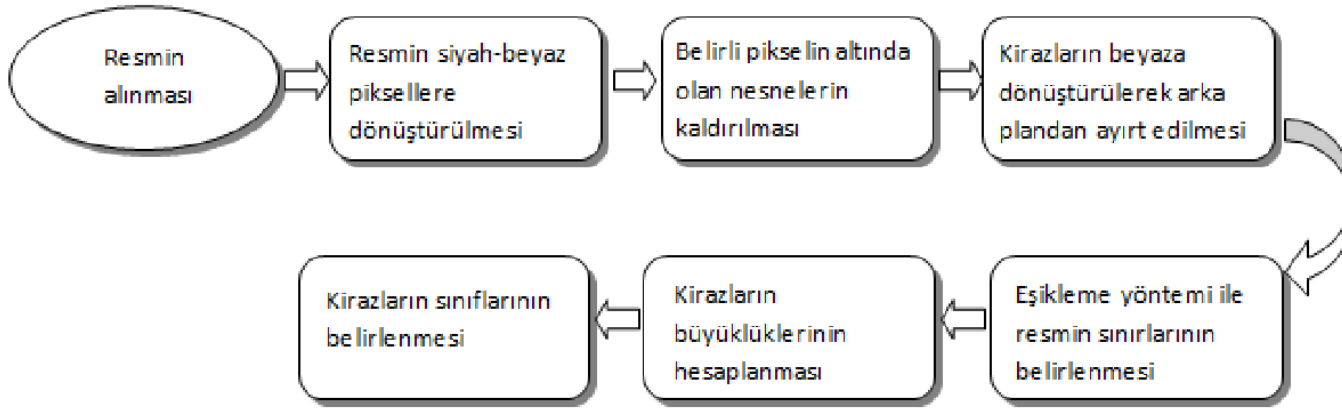 Resmin
alınması
Resmin siyah-beyaz
piksellere
dönüştürülmesi
Belirli pikselin altında
olan nesnelerin
kaldırılması
Kirazların beyaza
dönüştürülerek arka
plandan ayırt edilmesi
Eşikleme yöntemi ile
resmin sınırlarının
belirlenmesi
Kirazların
büyüklüklerinin
hesaplanması
Kirazların sınıflarının
belirlenmesi